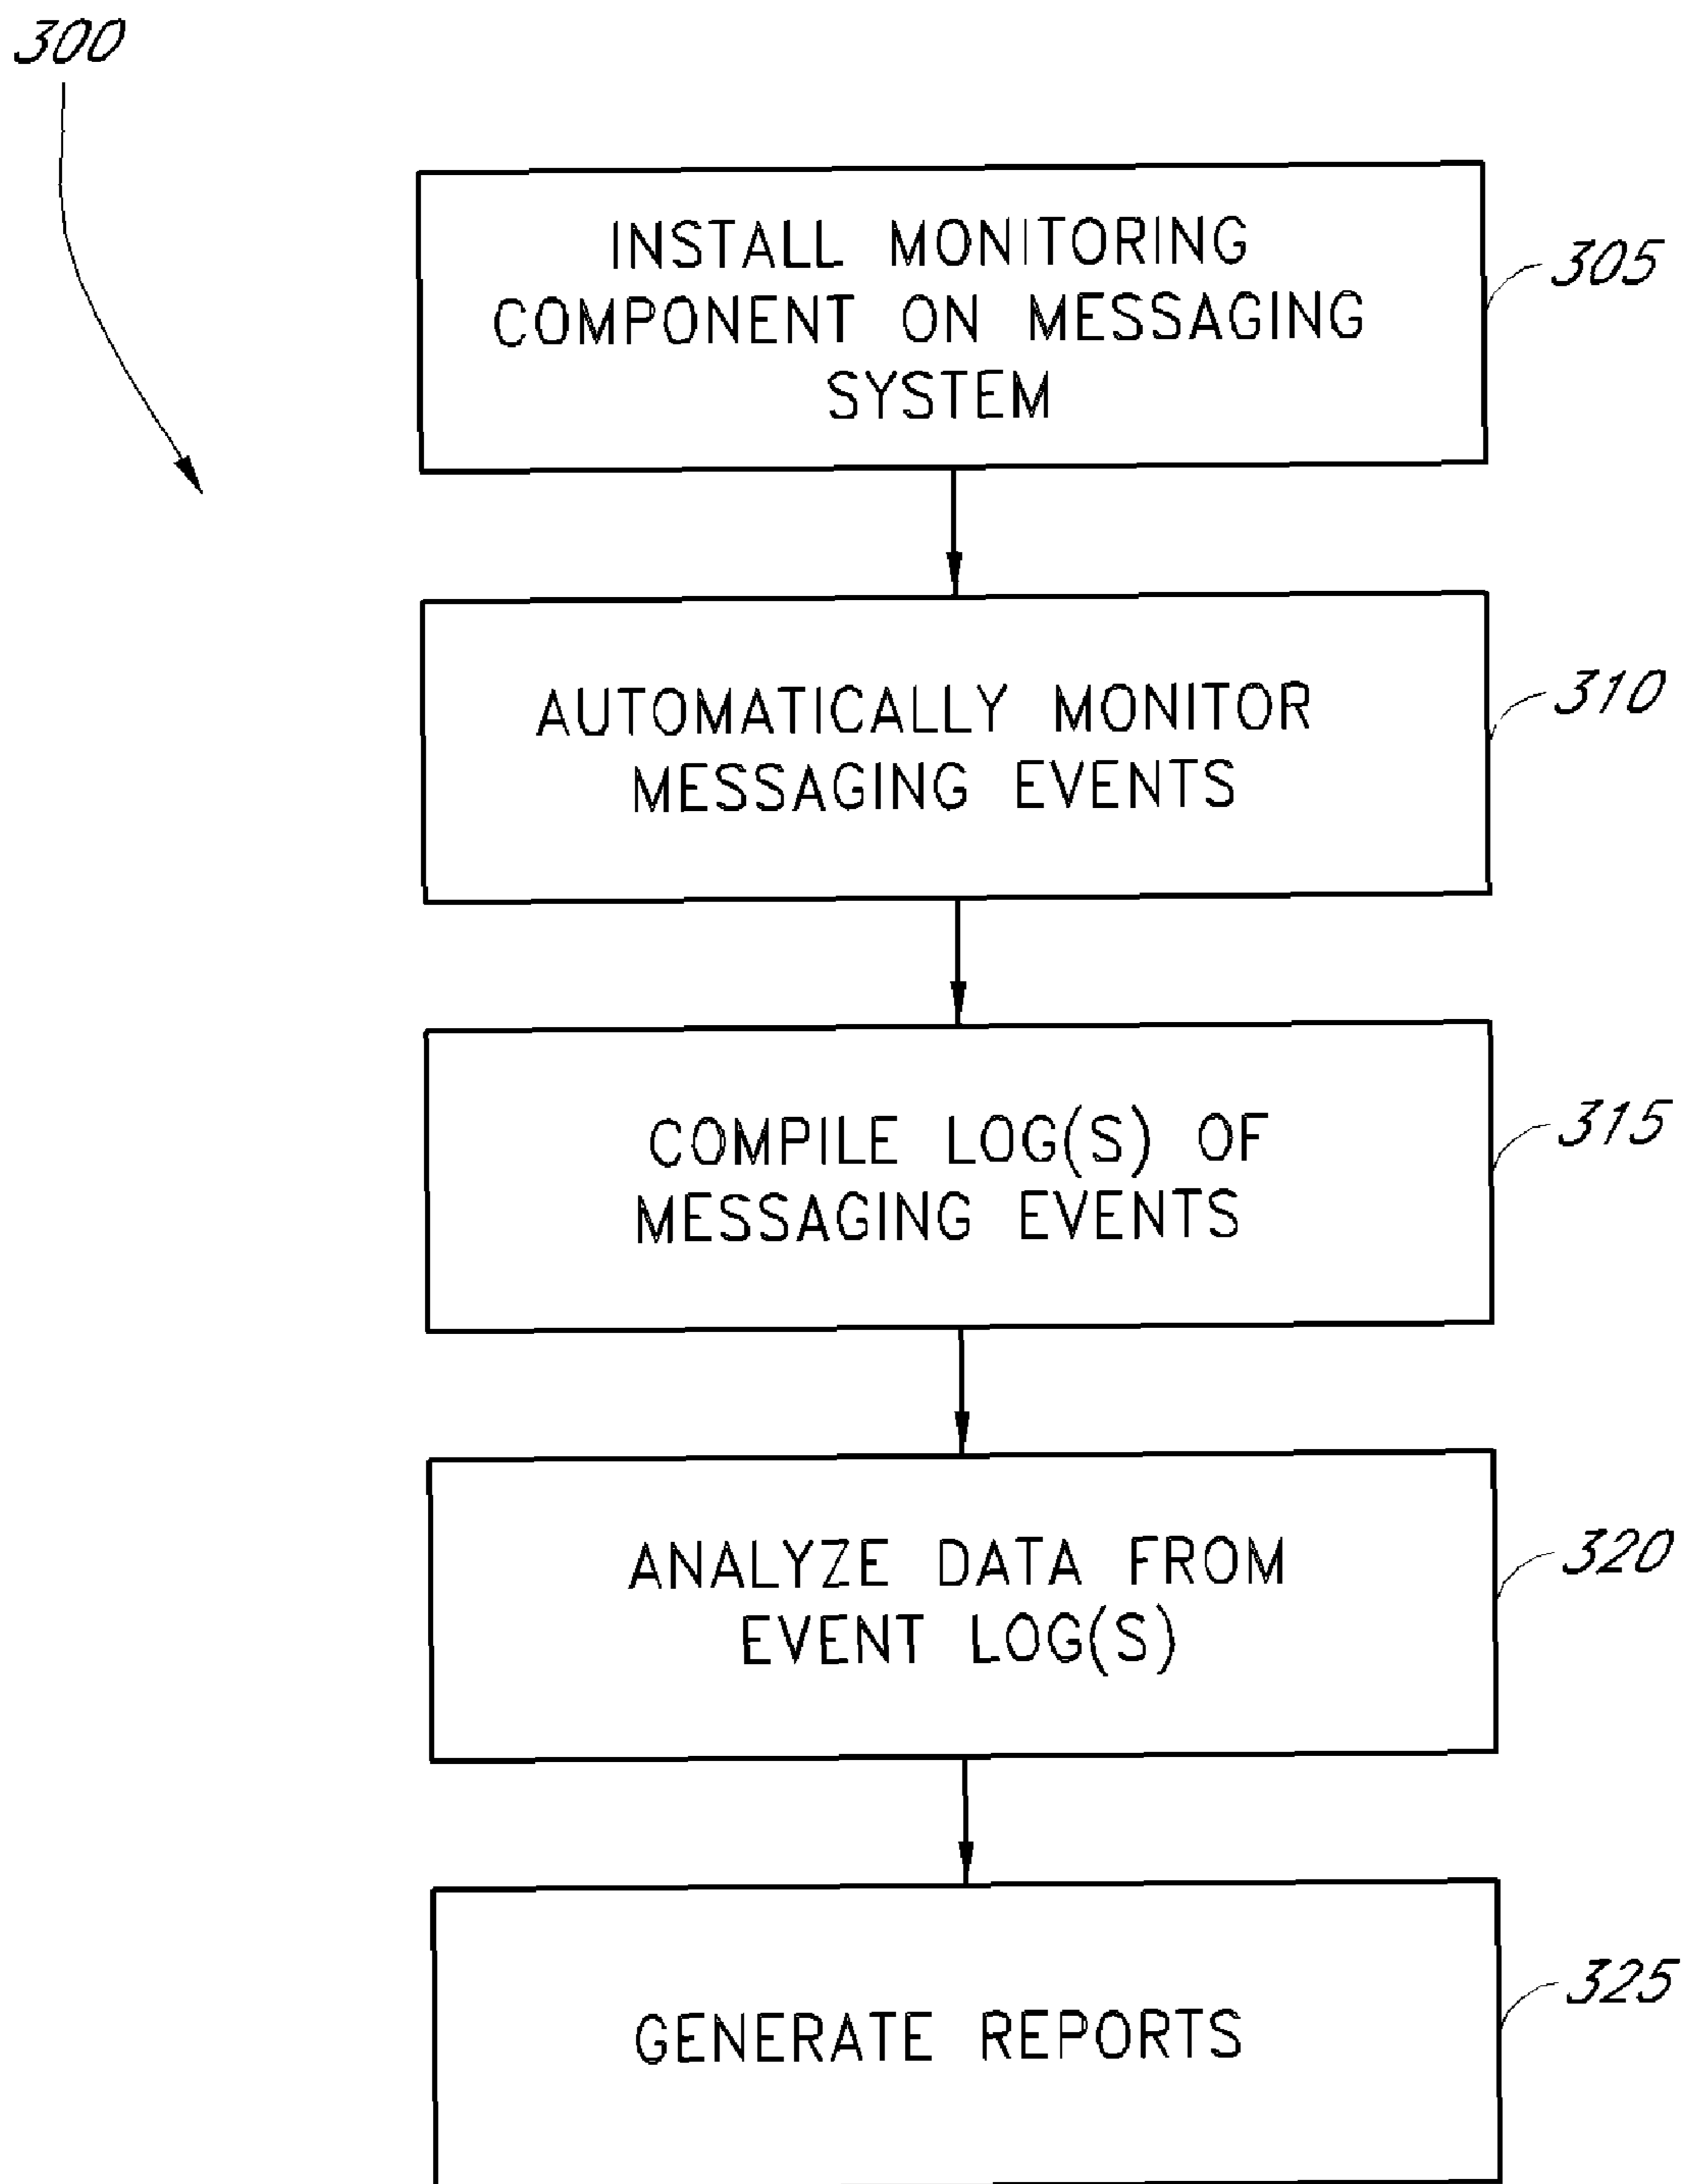 300
INSTALL MONITORING
COMPONENT ON MESSAGING
SYSTEM
305
AUTOMATICALLY MONITOR
MESSAGING EVENTS
310
COMPILE LOG(S) OF
MESSAGING EVENTS
315
ANALYZE DATA FROM
EVENT LOG(S)
320
GENERATE REPORTS
325